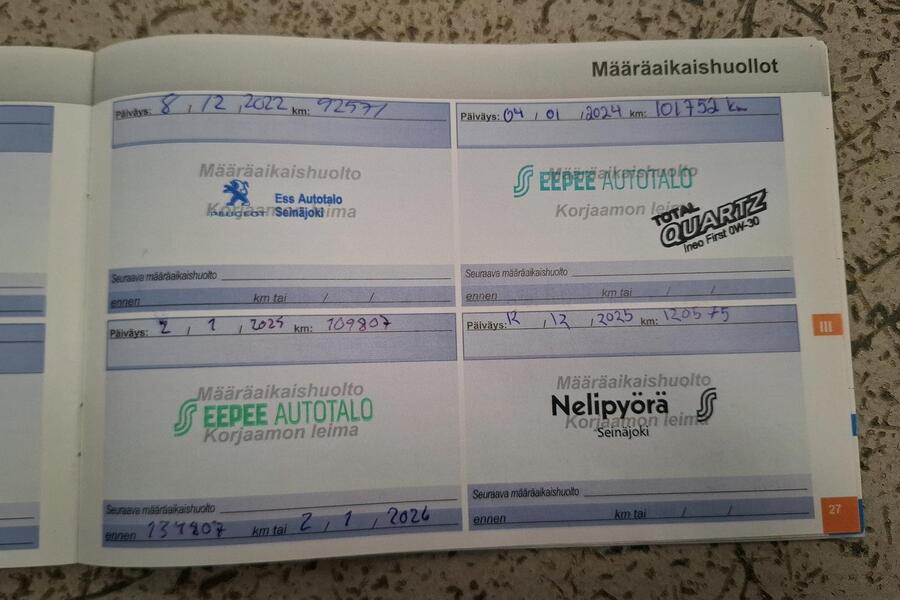 Määräaikaishuollot
Päiväys: 8 , 12 , 2022 km: 92571
Määräaikaishuolto
PEUGEOT
Ess Autotalo
Seinäjoki
Korjaamon leima
Seuraava määräaikaishuolto
ennen km tai / /
Päiväys: 04 , 01 , 2024 km: 101752 km
Määräaikaishuolto
EEPEE AUTOTALO
Korjaamon leima
TOTAL
QUARTZ
Ineo First 0W-30
Seuraava määräaikaishuolto
ennen km tai / /
Päiväys: 2 , 1 , 2025 km: 109807
Määräaikaishuolto
EEPEE AUTOTALO
Korjaamon leima
Seuraava määräaikaishuolto
ennen 134807 km tai 2 , 1 , 2026
Päiväys: 12 , 12 , 2025 km: 120575
Määräaikaishuolto
Nelipyörä
Korjaamon leima
Seinäjoki
Seuraava määräaikaishuolto
ennen km tai / /
III
27